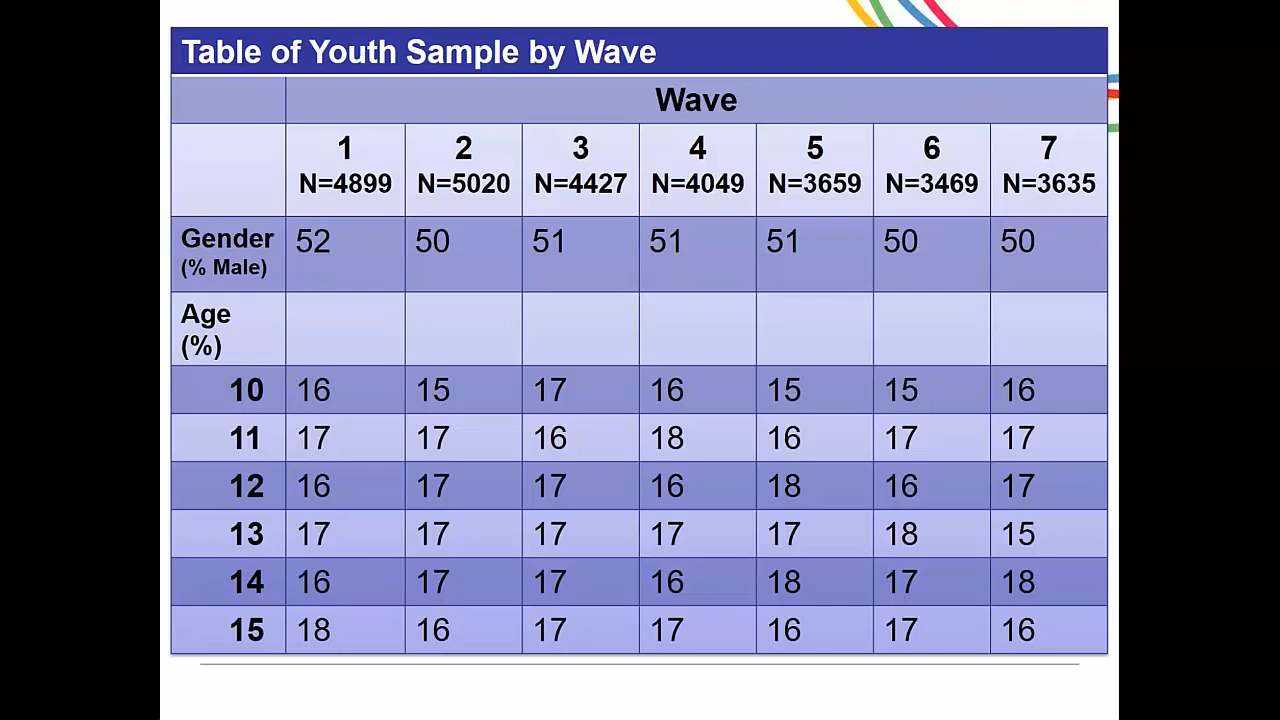 Table of Youth Sample by Wave
Wave
1 2 3 4 5 6 7
N=4899 N=5020 N=4427 N=4049 N=3659 N=3469 N=3635
Gender 52 50 51 51 51 50 50
(% Male)
Age
(%)
10 16 15 17 16 15 15 16
11 17 17 16 18 16 17 17
12 16 17 17 16 18 16 17
13 17 17 17 17 17 18 15
14 16 17 17 16 18 17 18
15 18 16 17 17 16 17 16